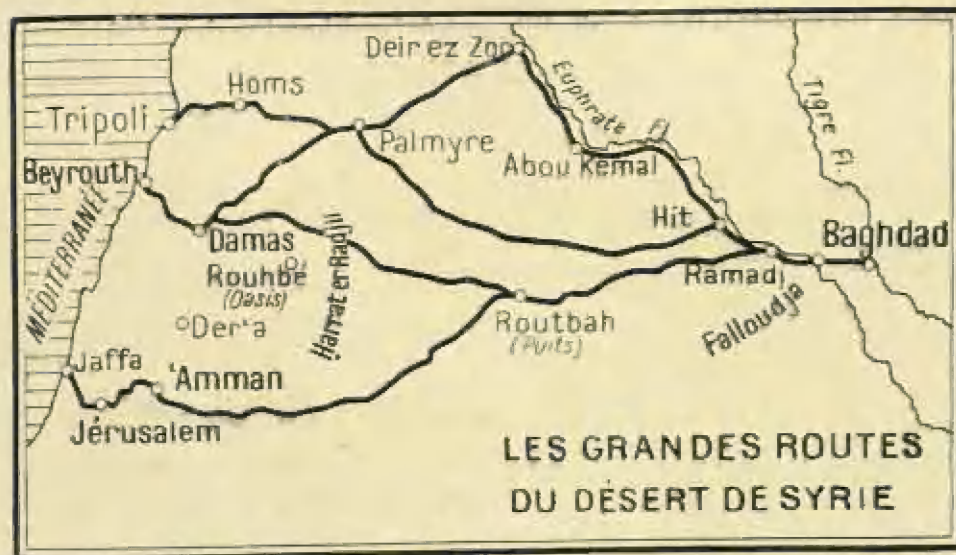 Deir ez Zoo
Homs
Euphrate Fl.
Tigre Fl.
Tripoli
Palmyre
Abou Kemal
Beyrouth
MÉDITERRANÉE
Damas
Hit
Baghdad
Rouhbé
(Oasis)
Harrat er Radjil
Ramadi
Der'a
Routbah
(Puits)
Falloudja
Jaffa
'Amman
Jérusalem
LES GRANDES ROUTES
DU DÉSERT DE SYRIE